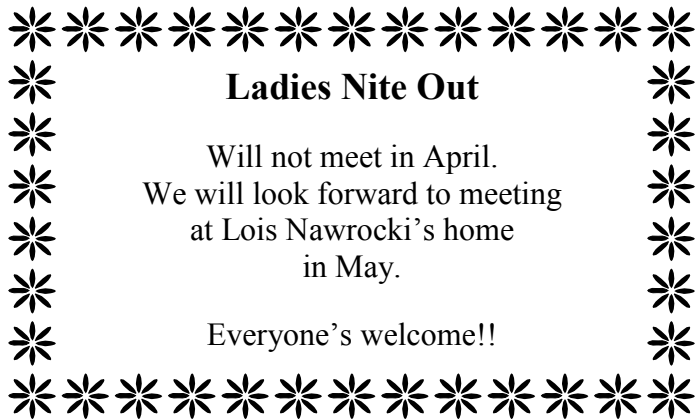 Ladies Nite Out
Will not meet in April.
We will look forward to meeting
at Lois Nawrocki’s home
in May.
Everyone’s welcome!!